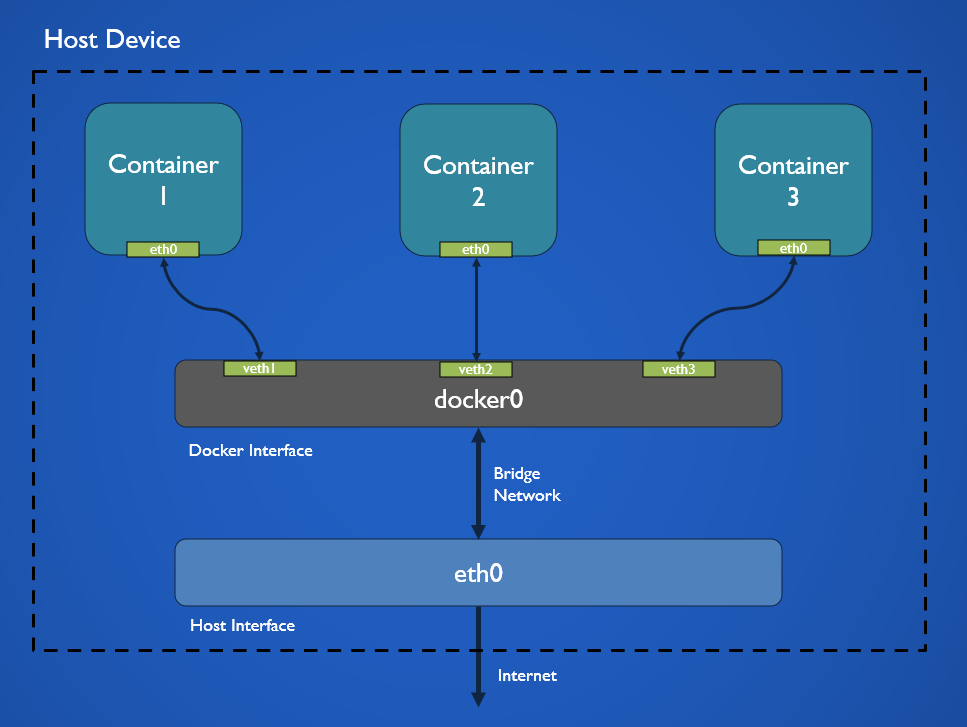 Host Device
Container
1
Container
2
Container
3
eth0
eth0
eth0
veth1
veth2
veth3
docker0
Docker Interface
Bridge
Network
eth0
Host Interface
Internet